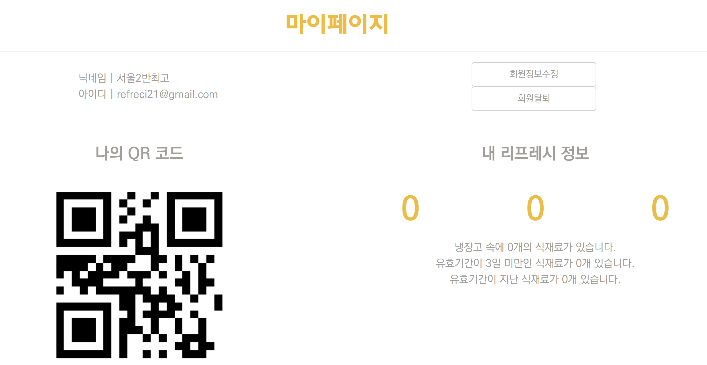 마이페이지
닉네임 | 서울2반최고
아이디 | refreci21@gmail.com
회원정보수정
회원탈퇴
나의 QR 코드
내 리프레시 정보
0 0 0
냉장고 속에 0개의 식재료가 있습니다.
유효기간이 3일 미만인 식재료가 0개 있습니다.
유효기간이 지난 식재료가 0개 있습니다.